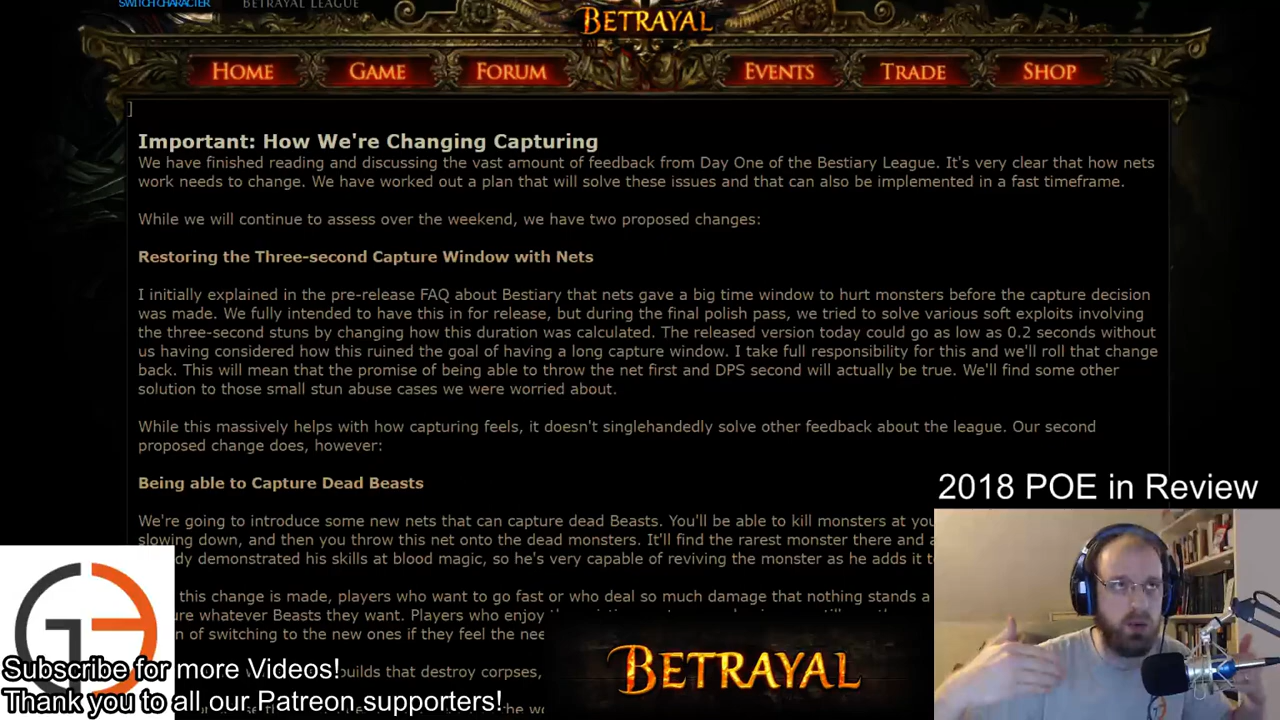 SWITCH CHARACTER
BETRAYAL LEAGUE
BETRAYAL
HOME
GAME
FORUM
EVENTS
TRADE
SHOP
]
Important: How We're Changing Capturing
We have finished reading and discussing the vast amount of feedback from Day One of the Bestiary League. It's very clear that how nets
work needs to change. We have worked out a plan that will solve these issues and that can also be implemented in a fast timeframe.
While we will continue to assess over the weekend, we have two proposed changes:
Restoring the Three-second Capture Window with Nets
I initially explained in the pre-release FAQ about Bestiary that nets gave a big time window to hurt monsters before the capture decision
was made. We fully intended to have this in for release, but during the final polish pass, we tried to solve various soft exploits involving
the three-second stuns by changing how this duration was calculated. The released version today could go as low as 0.2 seconds without
us having considered how this ruined the goal of having a long capture window. I take full responsibility for this and we'll roll that change
back. This will mean that the promise of being able to throw the net first and DPS second will actually be true. We'll find some other
solution to those small stun abuse cases we were worried about.
While this massively helps with how capturing feels, it doesn't singlehandedly solve other feedback about the league. Our second
proposed change does, however:
Being able to Capture Dead Beasts
We're going to introduce some new nets that can capture dead Beasts. You'll be able to kill monsters at you
slowing down, and then you throw this net onto the dead monsters. It'll find the rarest monster there and a
dy demonstrated his skills at blood magic, so he's very capable of reviving the monster as he adds it t
this change is made, players who want to go fast or who deal so much damage that nothing stands a
ure whatever Beasts they want. Players who enjoy
n of switching to the new ones if they feel the nee
builds that destroy corpses,
2018 POE in Review
GE
Subscribe for more Videos!
Thank you to all our Patreon supporters!
BETRAYAL